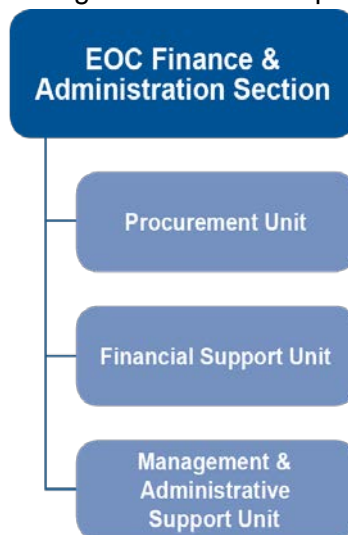 EOC Finance &
Administration Section
Procurement Unit
Financial Support Unit
Management &
Administrative
Support Unit